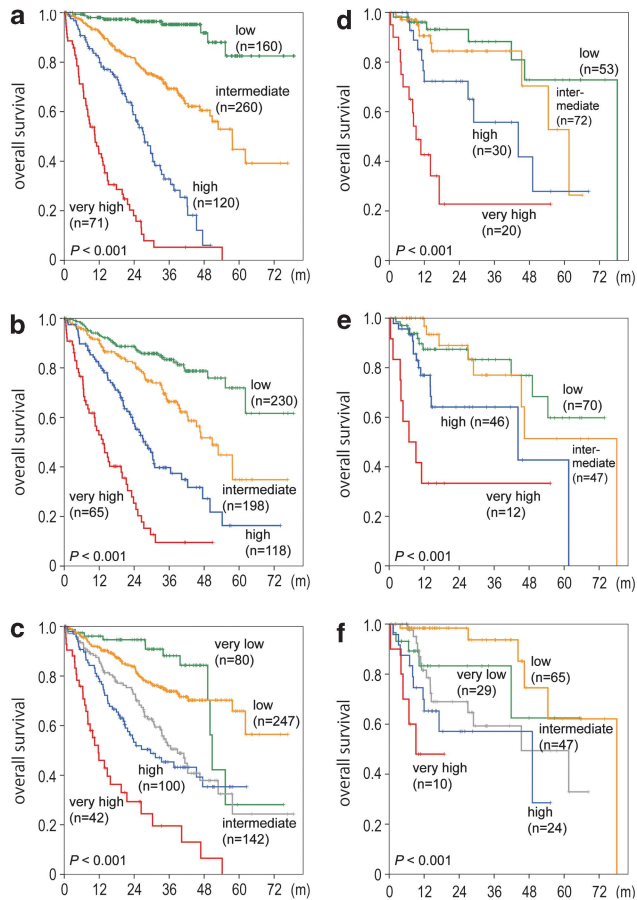 a
overall survival
1.0
0.8
0.6
0.4
0.2
0
low
(n=160)
intermediate
(n=260)
high
(n=120)
very high
(n=71)
P < 0.001
0 12 24 36 48 60 72 (m)
d
overall survival
1.0
0.8
0.6
0.4
0.2
0
low
(n=53)
inter-
mediate
(n=72)
high
(n=30)
very high
(n=20)
P < 0.001
0 12 24 36 48 60 72 (m)
b
overall survival
1.0
0.8
0.6
0.4
0.2
0
low
(n=230)
intermediate
(n=198)
high
(n=118)
very high
(n=65)
P < 0.001
0 12 24 36 48 60 72 (m)
e
overall survival
1.0
0.8
0.6
0.4
0.2
0
low
(n=70)
high (n=46)
inter-
mediate
(n=47)
very high
(n=12)
P < 0.001
0 12 24 36 48 60 72 (m)
c
overall survival
1.0
0.8
0.6
0.4
0.2
0
very low
(n=80)
low
(n=247)
high
(n=100)
very high
(n=42)
intermediate
(n=142)
P < 0.001
0 12 24 36 48 60 72 (m)
f
overall survival
1.0
0.8
0.6
0.4
0.2
0
low
(n=65)
very low
(n=29)
intermediate
(n=47)
very high
(n=10)
high
(n=24)
P < 0.001
0 12 24 36 48 60 72 (m)